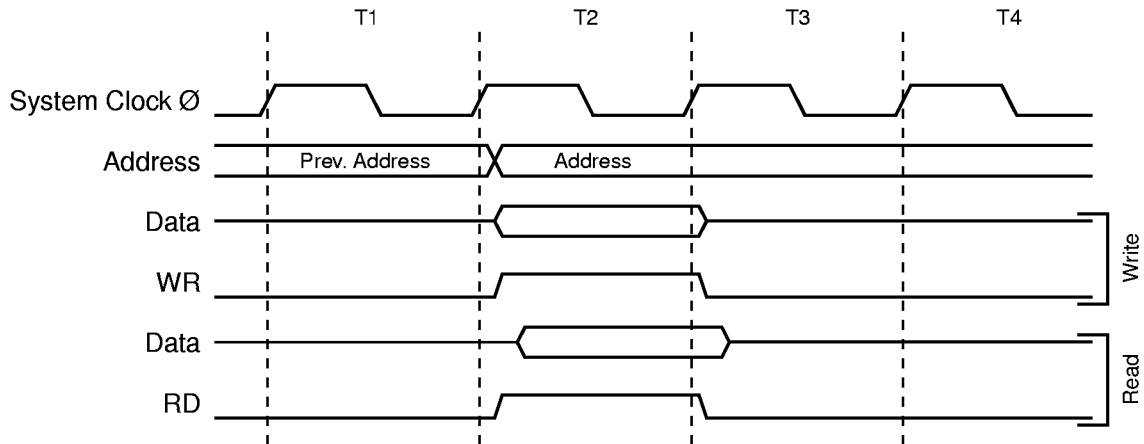 T1 T2 T3 T4
System Clock Ø
Address Prev. Address Address
Data
WR
Write
Data
RD
Read